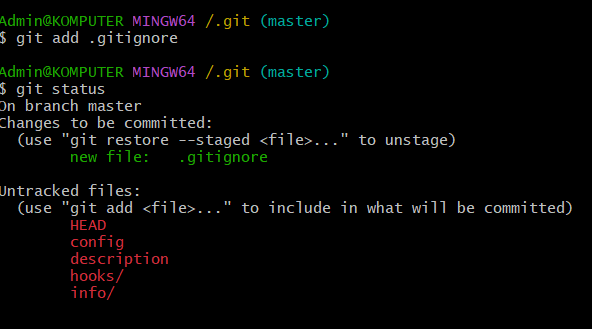 Admin@KOMPUTER MINGW64 /.git (master)
$ git add .gitignore
Admin@KOMPUTER MINGW64 /.git (master)
$ git status
On branch master
Changes to be committed:
  (use "git restore --staged <file>..." to unstage)
        new file:   .gitignore
Untracked files:
  (use "git add <file>..." to include in what will be committed)
        HEAD
        config
        description
        hooks/
        info/